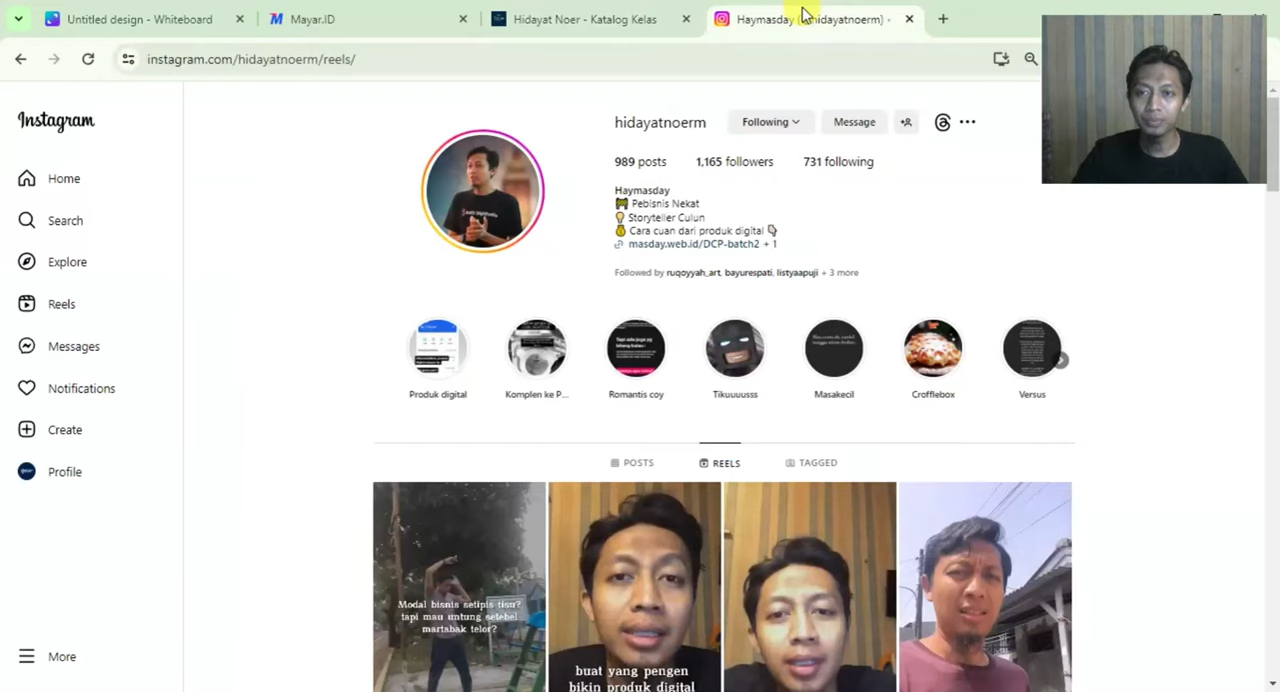 Untitled design - Whiteboard
Mayar.ID
Hidayat Noer - Katalog Kelas
Haymasday
hidayatnoerm) -
instagram.com/hidayatnoerm/reels/
Instagram
Home
Search
Explore
Reels
Messages
Notifications
Create
Profile
More
hidayatnoerm
Following
Message
989 posts
1,165 followers
731 following
Haymasday
Pebisnis Nekat
Storyteller Culun
Cara cuan dari produk digital
masday.web.id/DCP-batch2 + 1
Followed by ruqoyyah_art, bayurespati, listyaapuji + 3 more
Produk digital
Komplen ke P...
Romantis coy
Tikuuuusss
Masakecil
Crofflebox
Versus
POSTS
REELS
TAGGED
Modal bisnis setipis tisu?
tapi mau untung setebel
martabak telor?
buat yang pengen
bikin produk digital